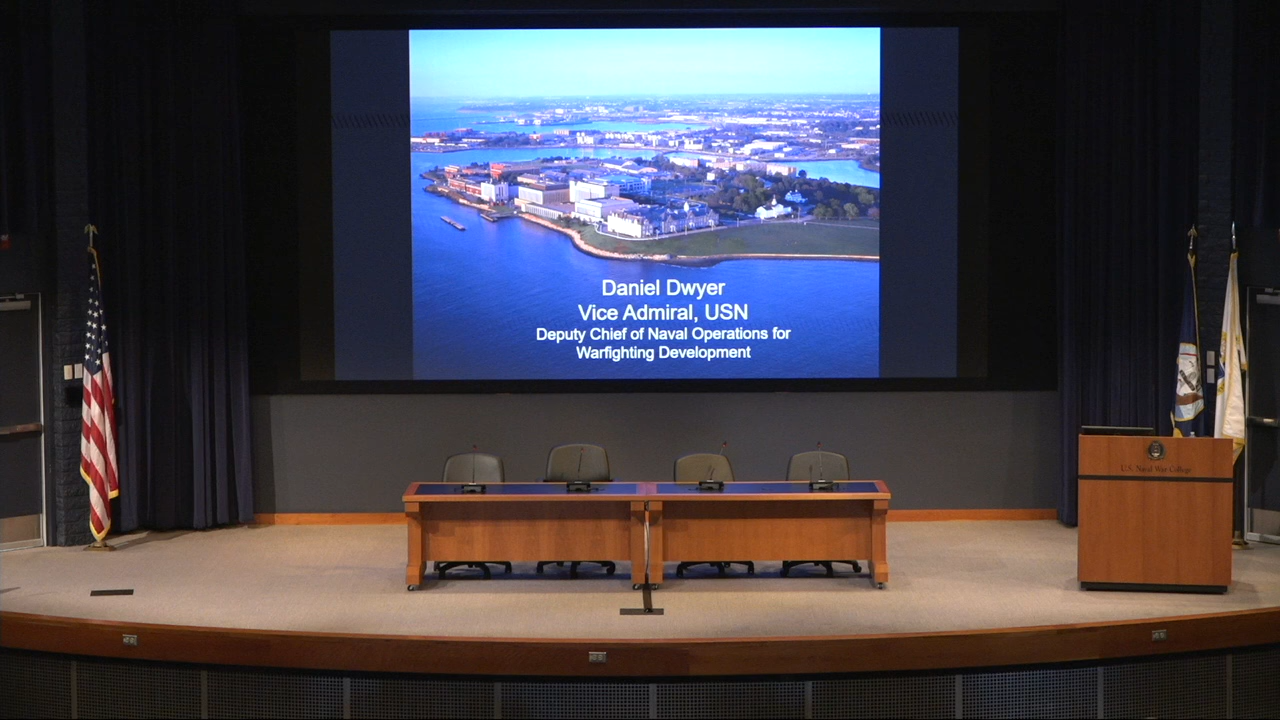 Daniel Dwyer
Vice Admiral, USN
Deputy Chief of Naval Operations for
Warfighting Development
U.S. Naval War College